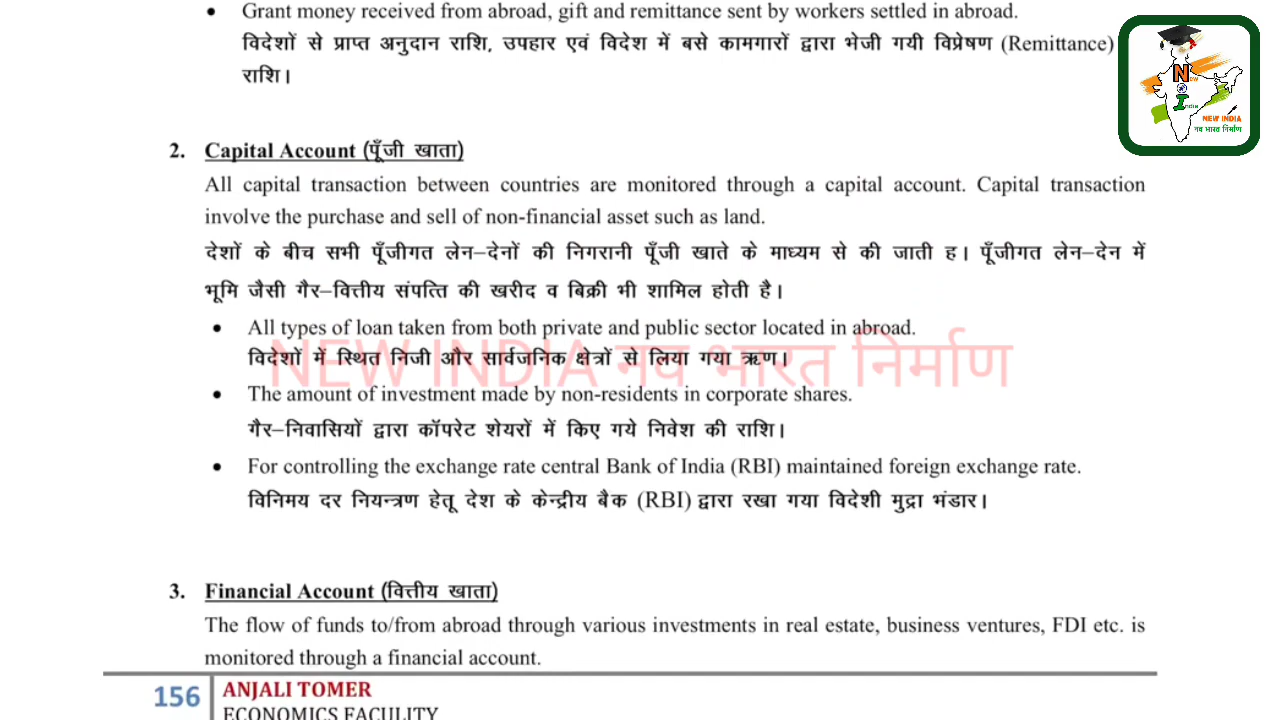 • Grant money received from abroad, gift and remittance sent by workers settled in abroad.
विदेशों से प्राप्त अनुदान राशि, उपहार एवं विदेश में बसे कामगारों द्वारा भेजी गयी विप्रेषण (Remittance)
राशि।
New
India
NEW INDIA
नव भारत निर्माण
2. Capital Account (पूँजी खाता)
All capital transaction between countries are monitored through a capital account. Capital transaction
involve the purchase and sell of non-financial asset such as land.
देशों के बीच सभी पूँजीगत लेन–देनों की निगरानी पूँजी खाते के माध्यम से की जाती ह। पूँजीगत लेन–देन में
भूमि जैसी गैर–वित्तीय संपत्ति की खरीद व बिक्री भी शामिल होती है।
• All types of loan taken from both private and public sector located in abroad.
विदेशों में स्थित निजी और सार्वजनिक क्षेत्रों से लिया गया ऋण।
NEW INDIA नव भारत निर्माण
• The amount of investment made by non-residents in corporate shares.
गैर–निवासियों द्वारा कॉपरेट शेयरों में किए गये निवेश की राशि।
• For controlling the exchange rate central Bank of India (RBI) maintained foreign exchange rate.
विनिमय दर नियन्त्रण हेतू देश के केन्द्रीय बैक (RBI) द्वारा रखा गया विदेशी मुद्रा भंडार।
3. Financial Account (वित्तीय खाता)
The flow of funds to/from abroad through various investments in real estate, business ventures, FDI etc. is
monitored through a financial account.
156 ANJALI TOMER
ECONOMICS FACULITY